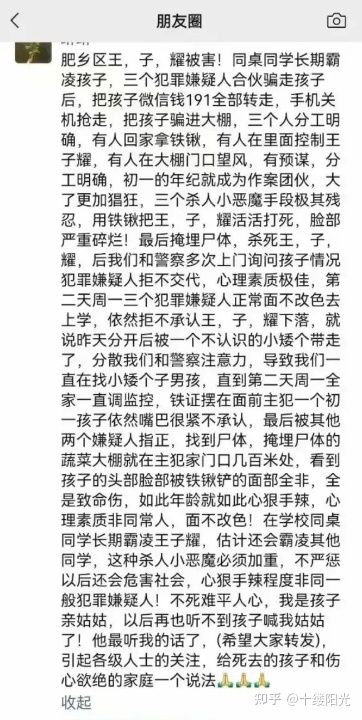 朋友圈
肥乡区王,子,耀被害!同桌同学长期霸
凌孩子,三个犯罪嫌疑人合伙骗走孩子
后,把孩子微信钱191全部转走,手机关
机抢走,把孩子骗进大棚,三个人分工明
确,有人回家拿铁锹,有人在里面控制王
子耀,有人在大棚门口望风,有预谋,分
工明确,初一的年纪就成为作案团伙,大
了更加猖狂,三个杀人小恶魔手段极其残
忍,用铁锹把王,子,耀活活打死,脸部
严重碎烂!最后掩埋尸体,杀死王,子,
耀,后我们和警察多次上门询问孩子情况
犯罪嫌疑人拒不交代,心理素质极佳,第
二天周一三个犯罪嫌疑人正常面不改色去
上学,依然拒不承认王,子,耀下落,就
说昨天分开后被一个不认识的小矮个带走
了,分散我们和警察注意力,导致我们一
直在找小矮个子男孩,直到第二天周一全
家一直调监控,铁证摆在面前主犯一个初
一孩子依然嘴巴很紧不承认,最后被其他
两个嫌疑人指正,找到尸体,掩埋尸体的
蔬菜大棚就在主犯家门口几百米处,看到
孩子的头部脸部被铁锹铲的面部全非,全
是致命伤,如此年龄就如此心狠手辣,心
理素质非同常人,面不改色!在学校同桌
同学长期霸凌王子耀,估计还会霸凌其他
同学,这种杀人小恶魔必须加重,不严惩
以后还会危害社会,心狠手辣程度非同一
般犯罪嫌疑人!不死难平人心,我是孩子
亲姑姑,以后再也听不到孩子喊我姑姑
了!他最听我的话了,(希望大家转发),
引起各级人士的关注,给死去的孩子和伤
心欲绝的家庭一个说法🙏🙏🙏
收起
知乎 @十缕阳光